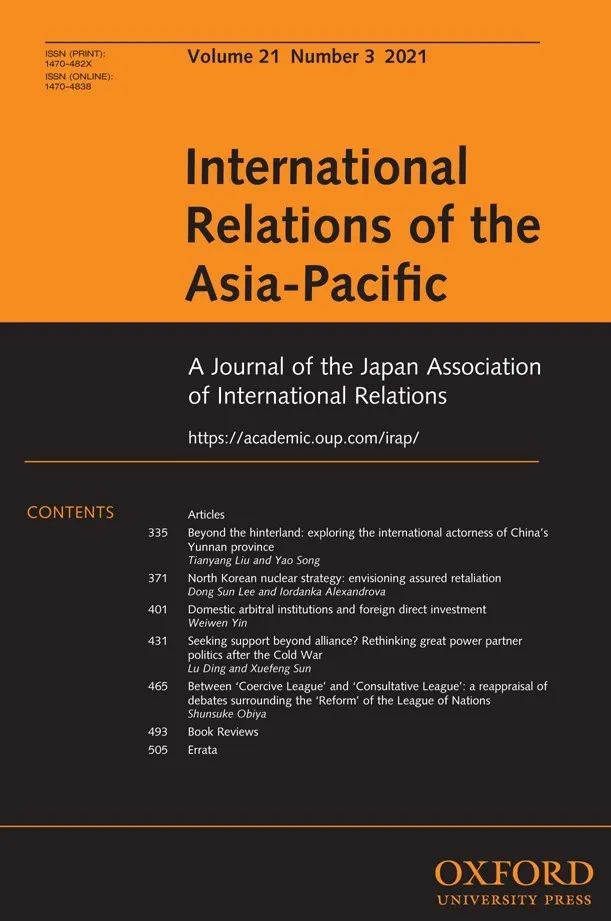 ISSN (PRINT):
1470-482X
ISSN (ONLINE):
1470-4838
Volume 21 Number 3 2021
International
Relations of the
Asia-Pacific
A Journal of the Japan Association
of International Relations
https://academic.oup.com/irap/
CONTENTS
Articles
335 Beyond the hinterland: exploring the international actorness of China's
Yunnan province
Tianyang Liu and Yao Song
371 North Korean nuclear strategy: envisioning assured retaliation
Dong Sun Lee and Iordanka Alexandrova
401 Domestic arbitral institutions and foreign direct investment
Weiwen Yin
431 Seeking support beyond alliance? Rethinking great power partner
politics after the Cold War
Lu Ding and Xuefeng Sun
465 Between ‘Coercive League’ and ‘Consultative League’: a reappraisal of
debates surrounding the ‘Reform’ of the League of Nations
Shunsuke Obiya
493 Book Reviews
505 Errata
OXFORD
UNIVERSITY PRESS